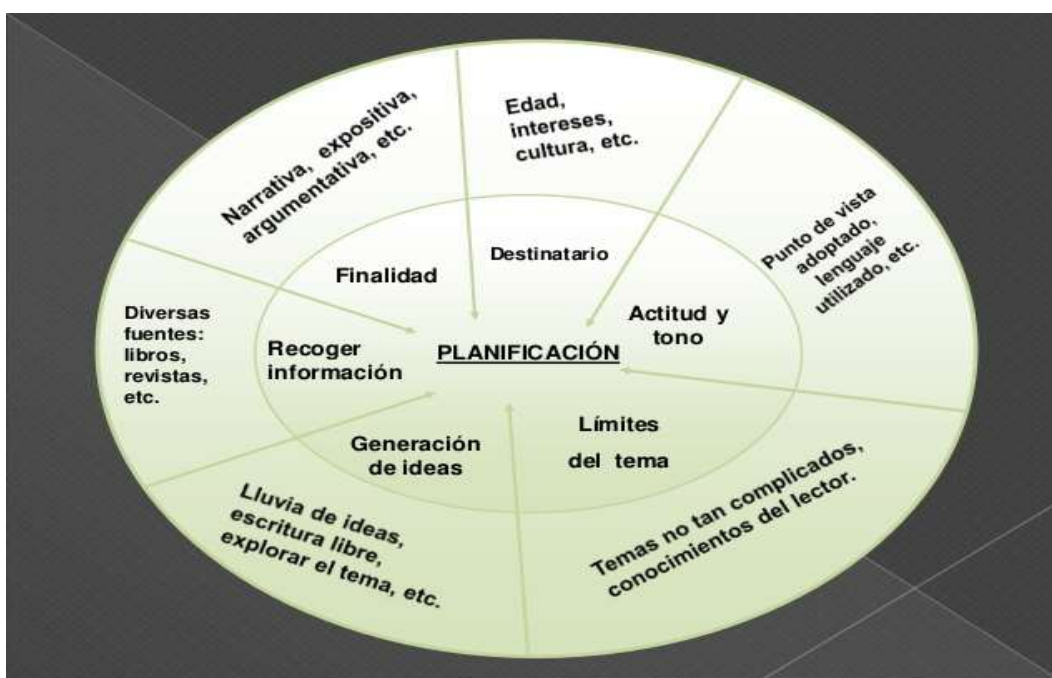 Narrativa, expositiva,
argumentativa, etc.
Edad,
intereses,
cultura, etc.
Punto de vista
adoptado,
lenguaje
utilizado, etc.
Finalidad
Destinatario
Actitud y
tono
Diversas
fuentes:
libros,
revistas,
etc.
Recoger
información
PLANIFICACIÓN
Generación
de ideas
Límites
del tema
Lluvia de ideas,
escritura libre,
explorar el tema, etc.
Temas no tan complicados,
conocimientos del lector.